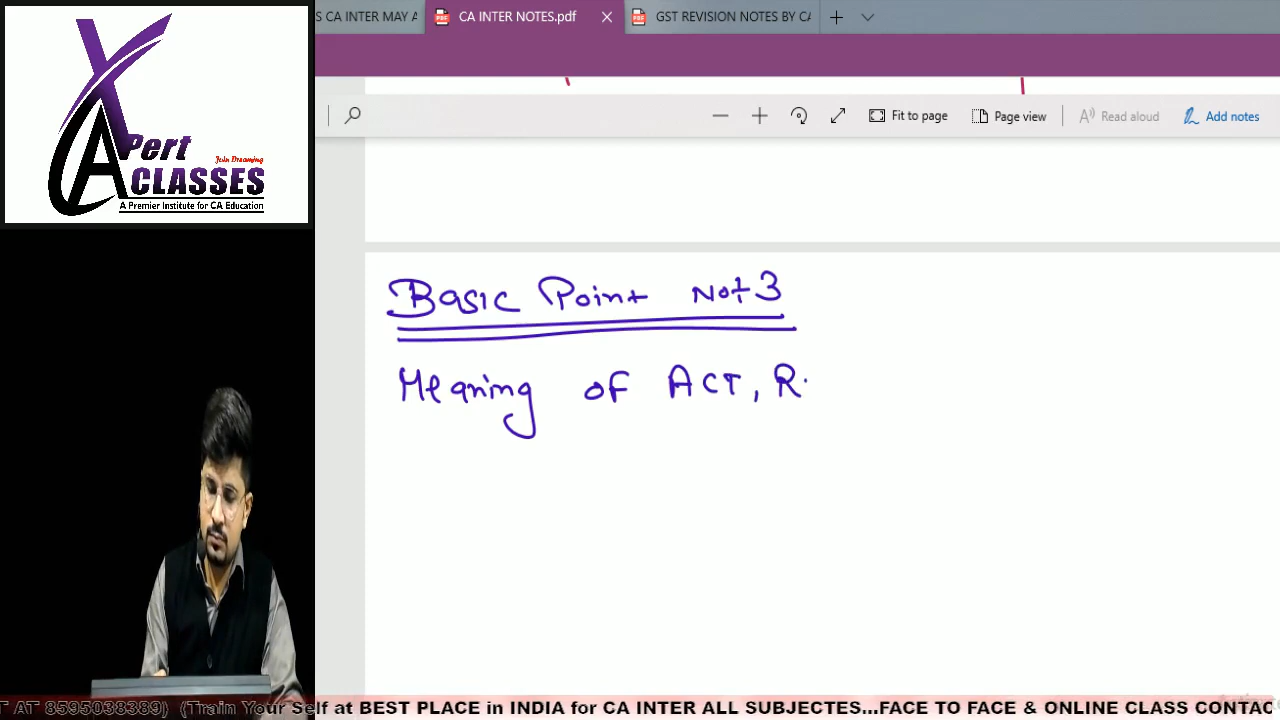 S CA INTER MAY A
CA INTER NOTES.pdf
GST REVISION NOTES BY CA
Fit to page
Page view
Read aloud
Add notes
XPert
Join Dreaming
CA CLASSES
A Premier Institute for CA Education
Basic Point Not 3
Meaning of ACT, R
T AT 8595038389) (Train Your Self at BEST PLACE in INDIA for CA INTER ALL SUBJECTES...FACE TO FACE & ONLINE CLASS CONTAC